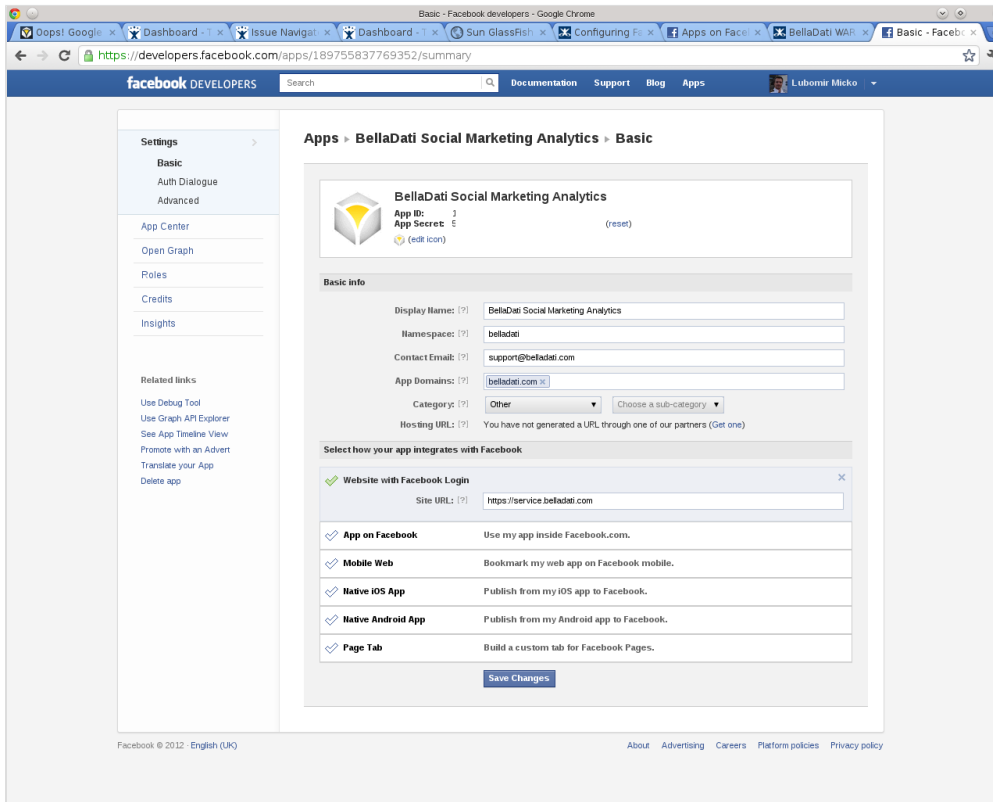 Basic - Facebook developers - Google Chrome
Oops! Google
Dashboard - T
Issue Navigat
Dashboard - T
Sun GlassFish
Configuring Fa
Apps on Facel
BellaDati WAR
Basic - Facebo
https://developers.facebook.com/apps/189755837769352/summary
facebook DEVELOPERS
Search
Documentation Support Blog Apps
Lubomir Micko
Settings
Basic
Auth Dialogue
Advanced
App Center
Open Graph
Roles
Credits
Insights
Related links
Use Debug Tool
Use Graph API Explorer
See App Timeline View
Promote with an Advert
Translate your App
Delete app
Apps ▸ BellaDati Social Marketing Analytics ▸ Basic
BellaDati Social Marketing Analytics
App ID: 1
App Secret: 5 (reset)
(edit icon)
Basic info
Display Name: [?] BellaDati Social Marketing Analytics
Namespace: [?] belladati
Contact Email: [?] support@belladati.com
App Domains: [?] belladati.com ×
Category: [?] Other ▼ Choose a sub-category ▼
Hosting URL: [?] You have not generated a URL through one of our partners (Get one)
Select how your app integrates with Facebook
Website with Facebook Login ×
Site URL: [?] https://service.belladati.com
App on Facebook Use my app inside Facebook.com.
Mobile Web Bookmark my web app on Facebook mobile.
Native iOS App Publish from my iOS app to Facebook.
Native Android App Publish from my Android app to Facebook.
Page Tab Build a custom tab for Facebook Pages.
Save Changes
Facebook © 2012 · English (UK)
About Advertising Careers Platform policies Privacy policy